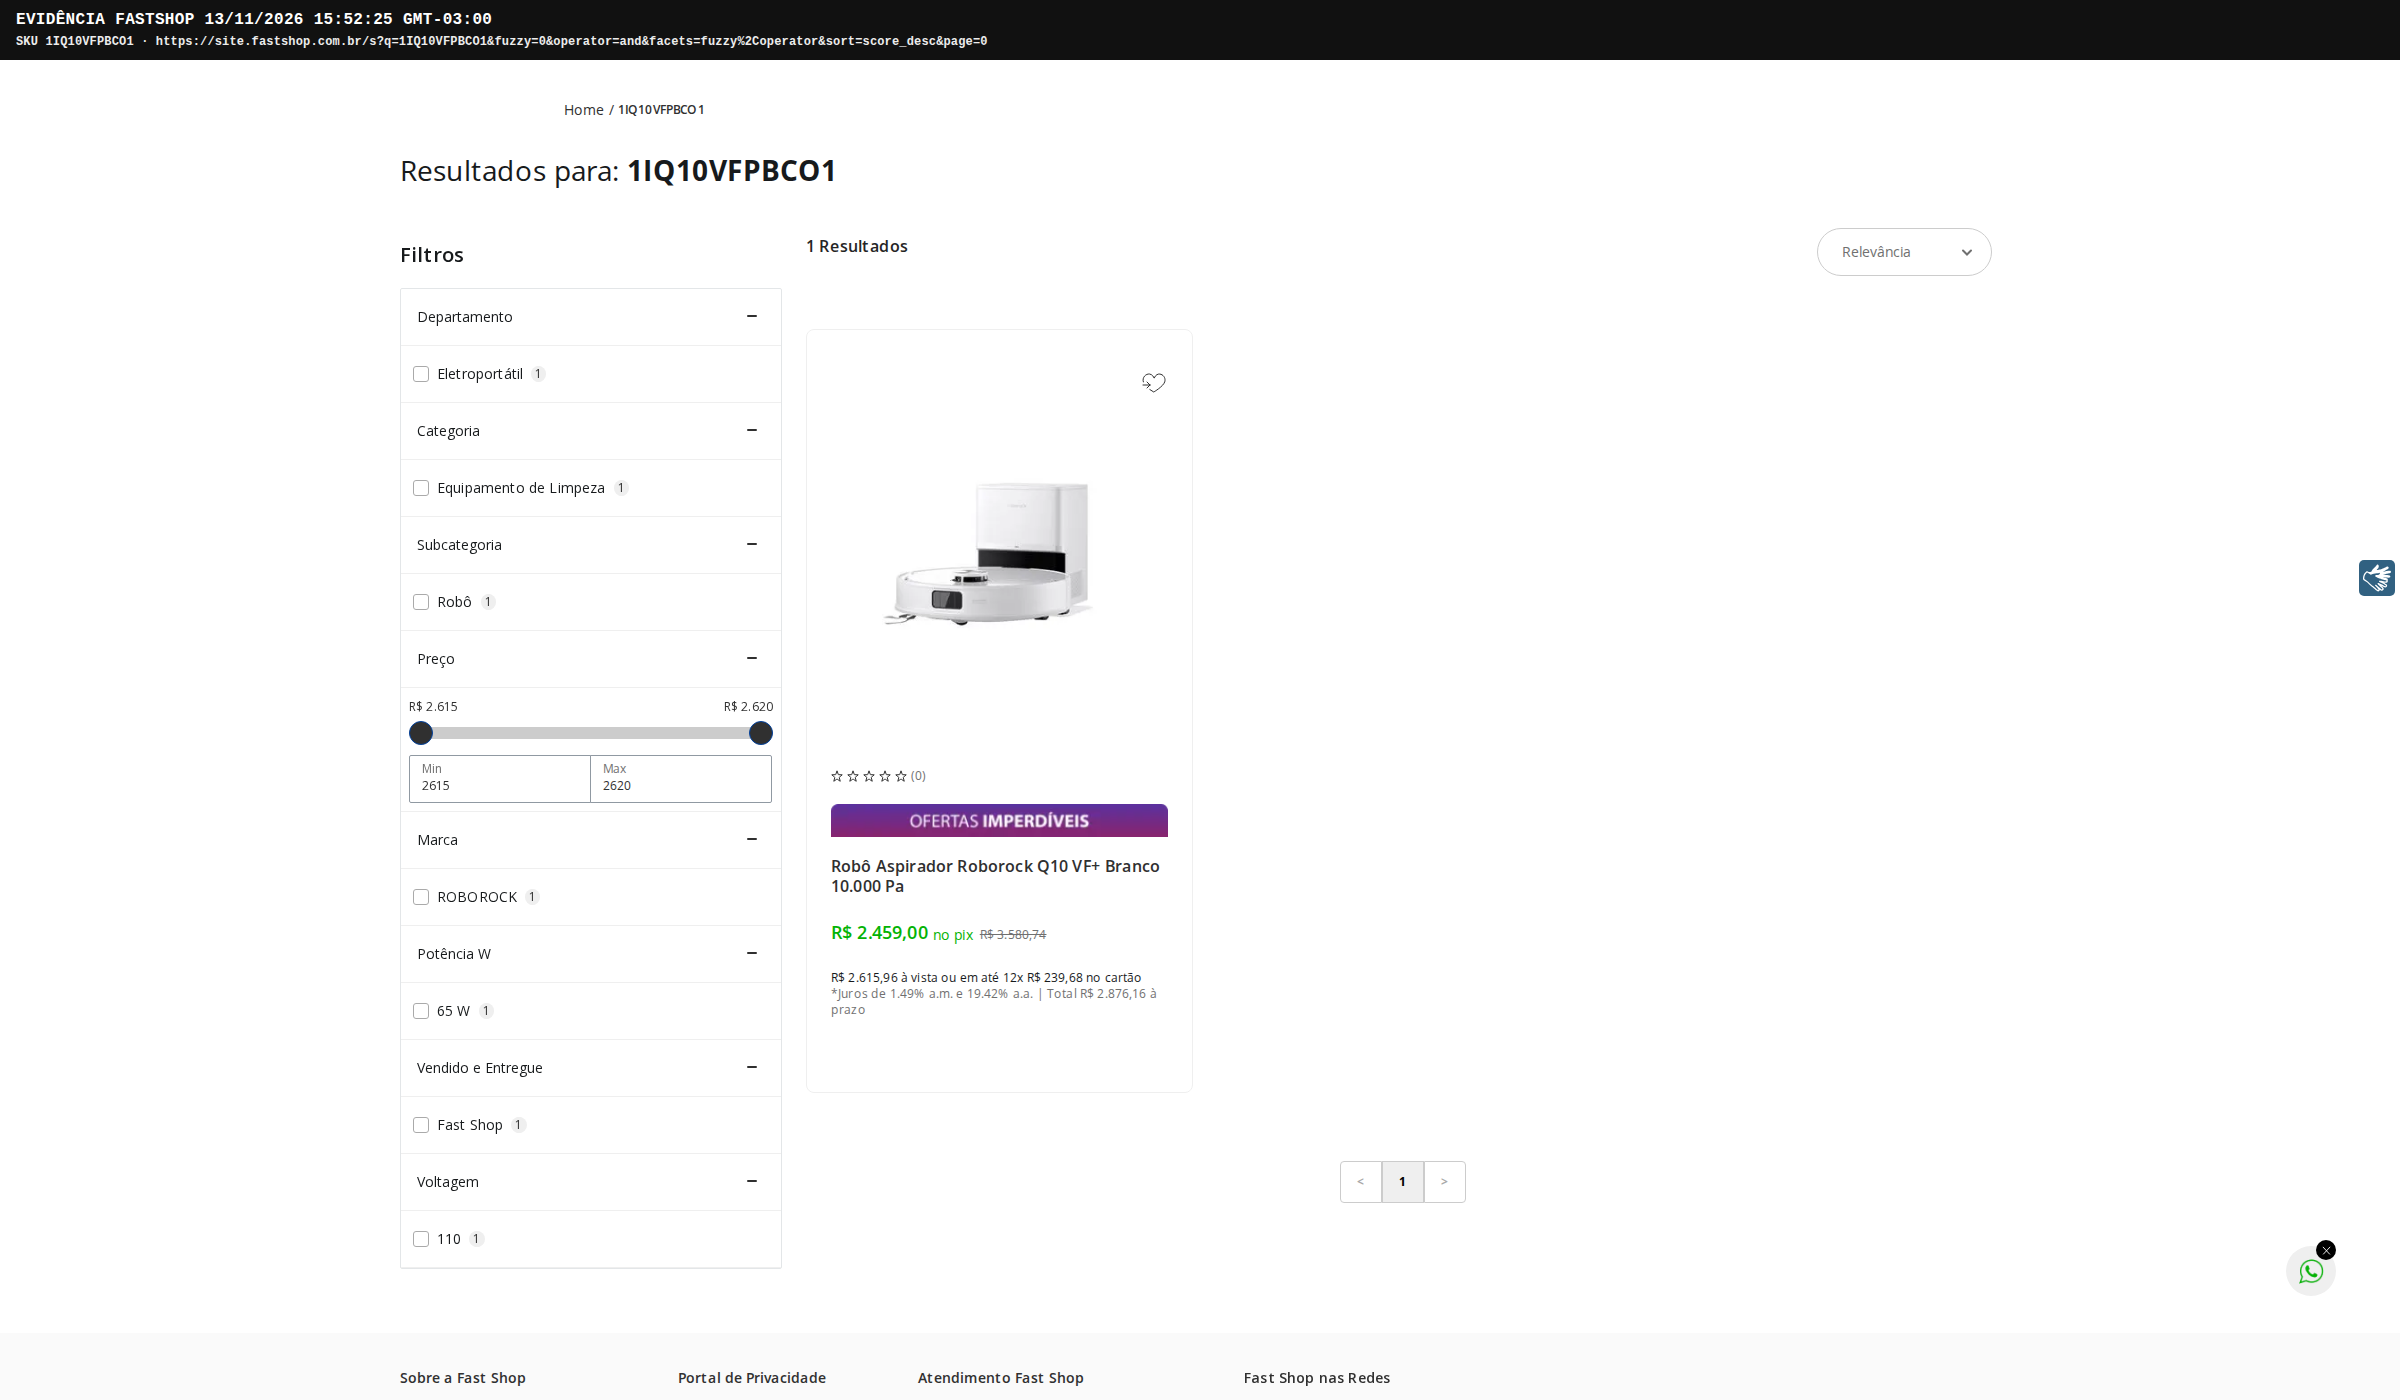 EVIDÊNCIA FASTSHOP 13/11/2026 15:52:25 GMT-03:00
SKU 1IQ10VFPBCO1 · https://site.fastshop.com.br/s?q=1IQ10VFPBCO1&fuzzy=0&operator=and&facets=fuzzy%2Coperator&sort=score_desc&page=0
Home / 1IQ10VFPBCO1
Resultados para: 1IQ10VFPBCO1
Filtros
1 Resultados
Relevância
Departamento
Eletroportátil 1
Categoria
Equipamento de Limpeza 1
Subcategoria
Robô 1
Preço
R$ 2.615 R$ 2.620
Min Max
2615 2620
Marca
ROBOROCK 1
Potência W
65 W 1
Vendido e Entregue
Fast Shop 1
Voltagem
110 1
(0)
OFERTAS IMPERDÍVEIS
Robô Aspirador Roborock Q10 VF+ Branco
10.000 Pa
R$ 2.459,00 no pix R$ 3.580,74
R$ 2.615,96 à vista ou em até 12x R$ 239,68 no cartão
*Juros de 1.49% a.m. e 19.42% a.a. | Total R$ 2.876,16 à
prazo
< 1 >
Sobre a Fast Shop
Portal de Privacidade
Atendimento Fast Shop
Fast Shop nas Redes